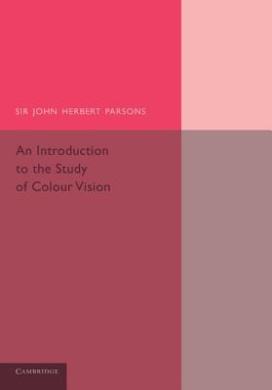 SIR JOHN HERBERT PARSONS
An Introduction
to the Study
of Colour Vision
CAMBRIDGE